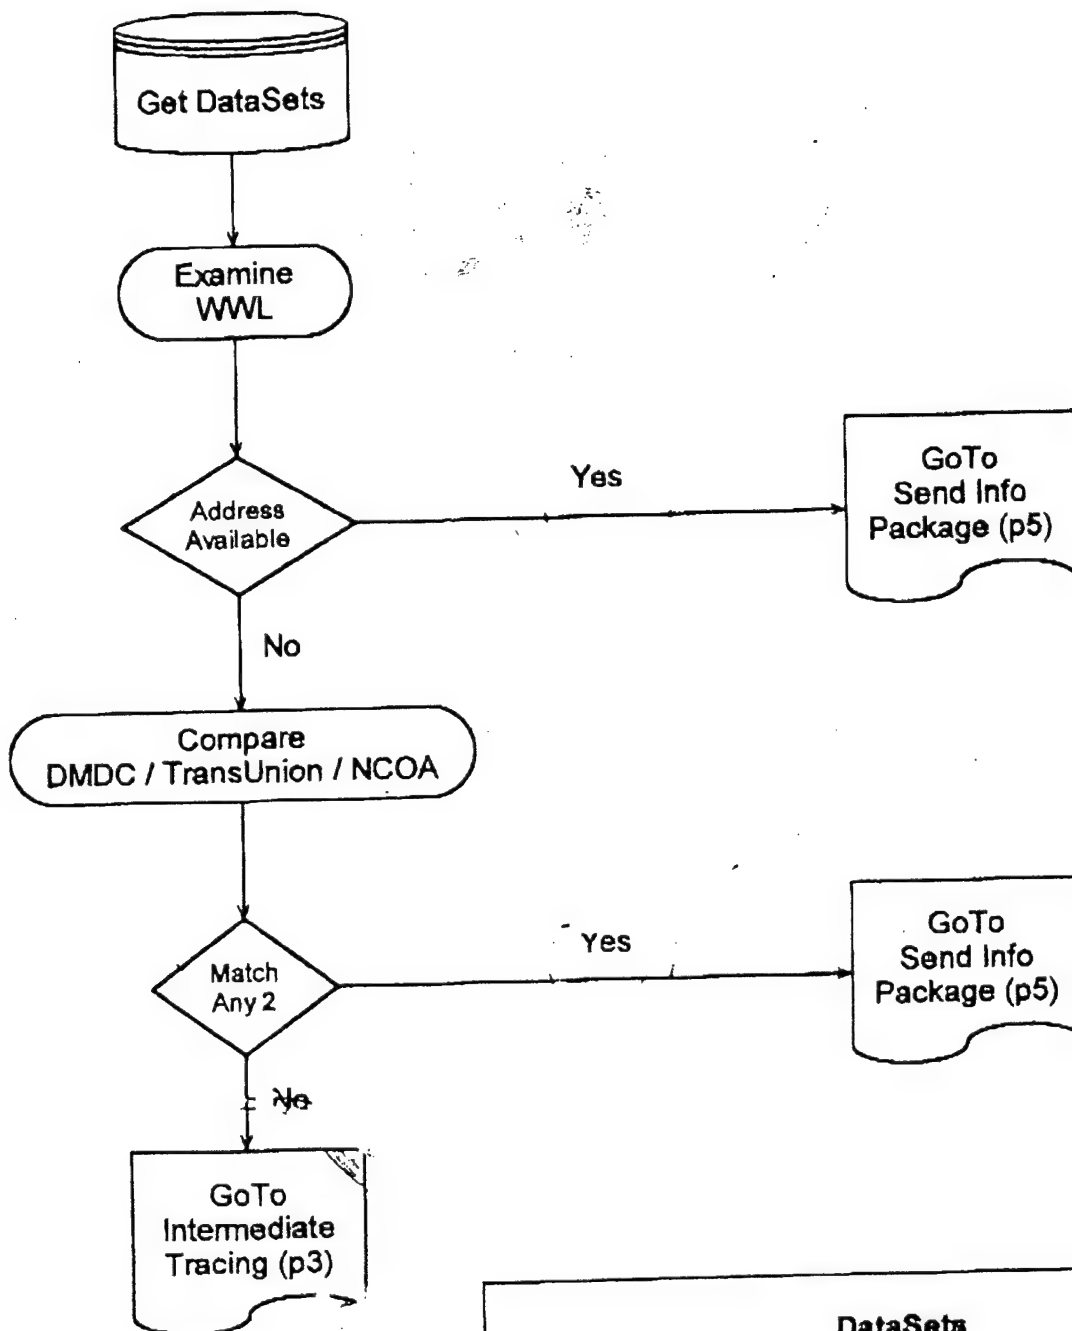 Get DataSets
Examine
WWL
Address
Available
Yes
GoTo
Send Info
Package (p5)
No
Compare
DMDC / TransUnion / NCOA
Match
Any 2
Yes
GoTo
Send Info
Package (p5)
No
GoTo
Intermediate
Tracing (p3)
DataSets